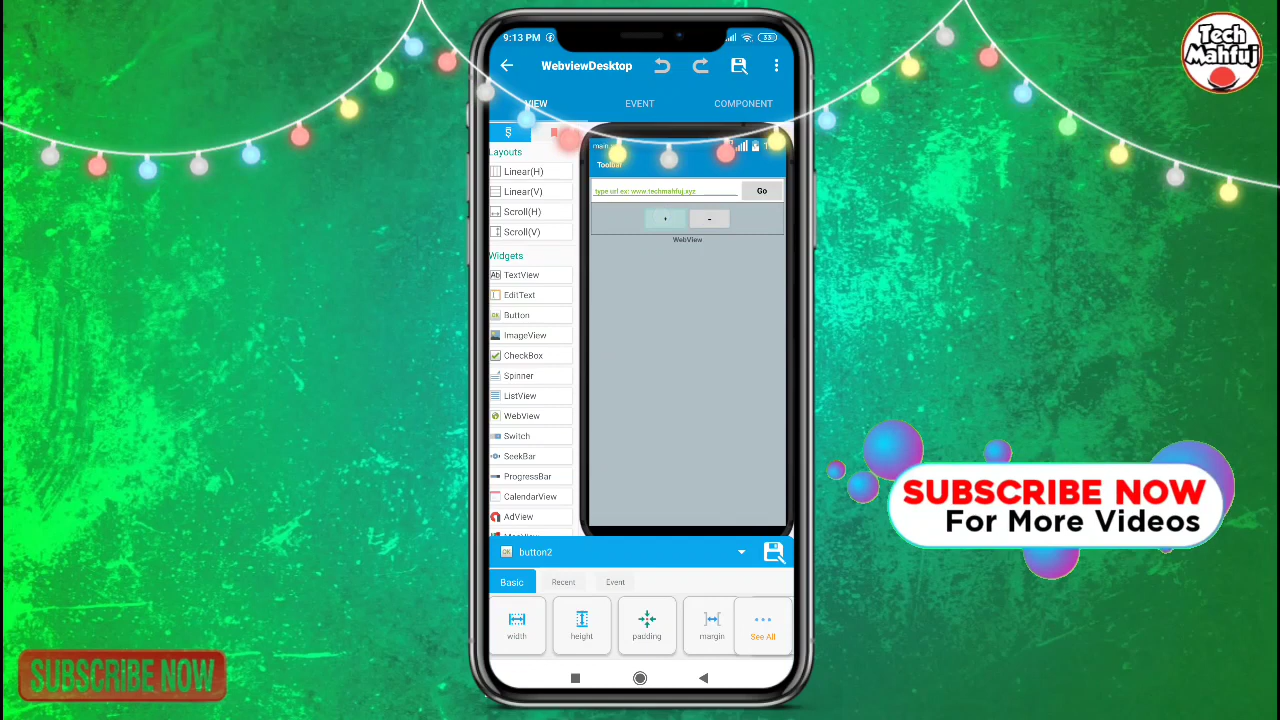 Tech
Mahfuj
9:13 PM
33
WebviewDesktop
VIEW
EVENT
COMPONENT
Layouts
Linear(H)
Linear(V)
Scroll(H)
Scroll(V)
Widgets
TextView
EditText
Button
ImageView
CheckBox
Spinner
ListView
WebView
Switch
SeekBar
ProgressBar
CalendarView
AdView
Toolbar
type url ex: www.techmahfuj.xyz
Go
+
-
WebView
OK button2
Basic
Recent
Event
width
height
padding
margin
See All
SUBSCRIBE NOW
For More Videos
SUBSCRIBE NOW